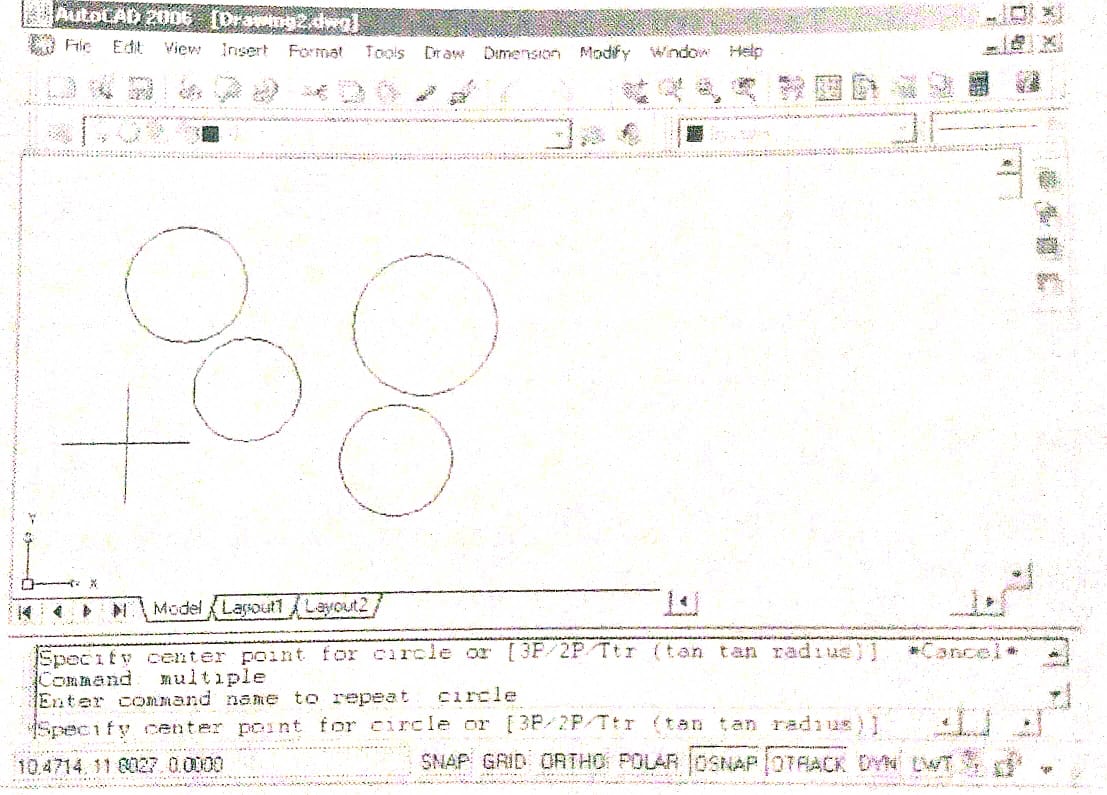 AutoCAD 2006 [Drawing2.dwg]
File Edit View Insert Format Tools Draw Dimension Modify Window Help
Y
X
Model Layout1 Layout2
Specify center point for circle or [3P/2P/Ttr (tan tan radius)] *Cancel*
Command multiple
Enter command name to repeat circle
Specify center point for circle or [3P/2P/Ttr (tan tan radius)]
10.4714, 11.8027, 0.0000 SNAP GRID ORTHO POLAR OSNAP OTRACK DYN LWT